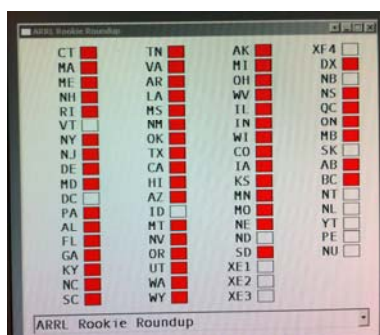 ARRL Rookie Roundup
CT TN AK XF4
MA VA MI DX
ME AR OH NB
NH LA WV NS
RI MS IL QC
VT NM IN ON
NY OK WI MB
NJ TX CO SK
DE CA IA AB
MD HI KS BC
DC AZ MN NT
PA ID MO NL
AL MT NE YT
FL NV ND PE
GA OR SD NU
KY UT XE1
NC WA XE2
SC WY XE3
ARRL Rookie Roundup